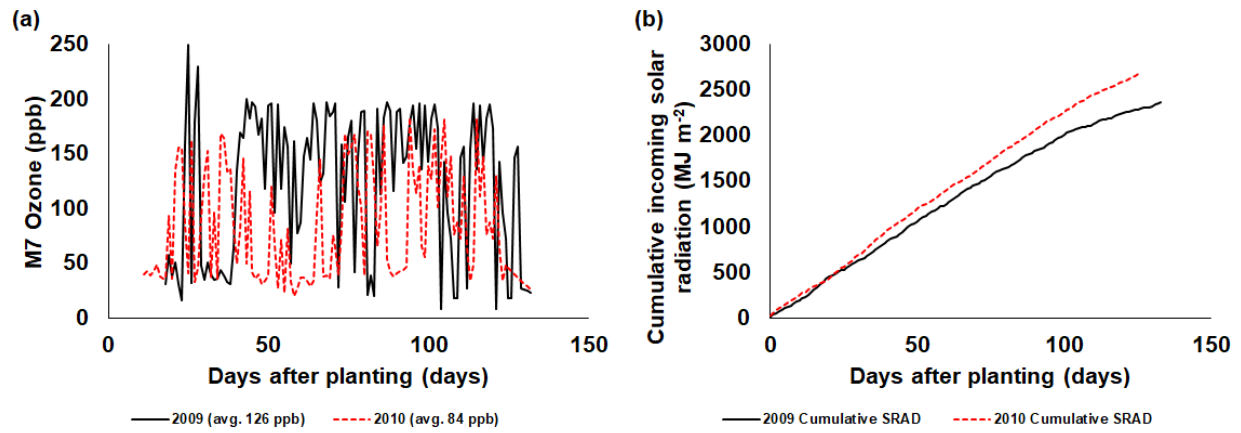 (a)
M7 Ozone (ppb)
250
200
150
100
50
0
0
50
100
150
Days after planting (days)
2009 (avg. 126 ppb)
2010 (avg. 84 ppb)
(b)
Cumulative incoming solar
radiation (MJ m-2)
3000
2500
2000
1500
1000
500
0
0
50
100
150
Days after planting (days)
2009 Cumulative SRAD
2010 Cumulative SRAD